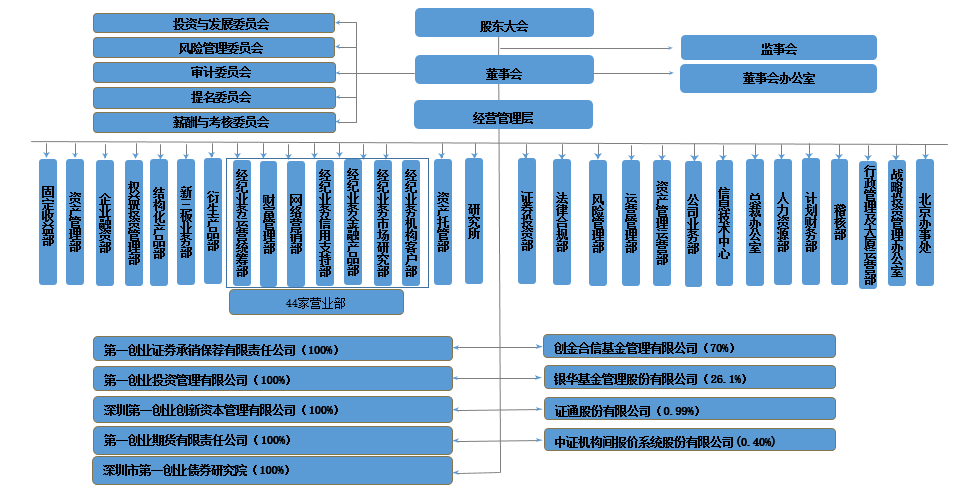 投资与发展委员会
股东大会
风险管理委员会
监事会
审计委员会
董事会
董事会办公室
提名委员会
经营管理层
薪酬与考核委员会
固定收益部
资产管理部
企业融资部
权益投资管理部
结构化产品部
新三板业务部
衍生产品部
经纪业务运营统筹部
财富管理部
网络营销部
经纪业务信用支持部
经纪业务金融产品部
经纪业务市场研究部
经纪业务机构客户部
资产托管部
研究所
证券投资部
法律合规部
风险管理部
运营管理部
资产管理运营部
公司业务部
信息技术中心
总裁办公室
人力资源部
计划财务部
稽核部
行政管理及大厦运营部
战略投资管理办公室
北京办事处
44家营业部
第一创业证券承销保荐有限责任公司（100%）
创金合信基金管理有限公司（70%）
第一创业投资管理有限公司（100%）
银华基金管理股份有限公司（26.1%）
深圳第一创业创新资本管理有限公司（100%）
证通股份有限公司（0.99%）
第一创业期货有限责任公司（100%）
中证机构间报价系统股份有限公司(0.40%)
深圳市第一创业债券研究院（100%）